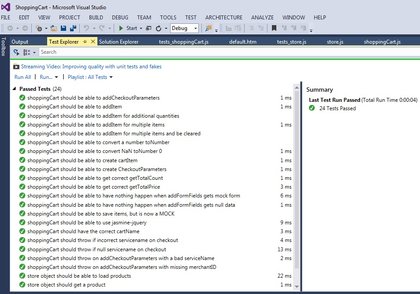 ShoppingCart - Microsoft Visual Studio
FILE EDIT VIEW PROJECT BUILD DEBUG TEAM TOOLS TEST ARCHITECTURE ANALYZE WINDOW HELP
Start Debug
Toolbox
Output Test Explorer Solution Explorer tests_shoppingCart.js default.htm tests_store.js store.js shoppingCart.js
Search
Streaming Video: Improving quality with unit tests and fakes
Run All | Run... | Playlist : All Tests
Passed Tests (24)
shoppingCart should be able to addCheckoutParameters 1 ms
shoppingCart should be able to addItem 1 ms
shoppingCart should be able to addItem for additional quantities
shoppingCart should be able to addItem for multiple items 1 ms
shoppingCart should be able to addItem for multiple items and be cleared
shoppingCart should be able to convert a number toNumber
shoppingCart should be able to convert NaN toNumber 0 1 ms
shoppingCart should be able to create cartItem 1 ms
shoppingCart should be able to create CheckoutParameters 1 ms
shoppingCart should be able to get correct getTotalCount 1 ms
shoppingCart should be able to get correct getTotalPrice 3 ms
shoppingCart should be able to have nothing happen when addFormFields gets mock form 6 ms
shoppingCart should be able to have nothing happen when addFormFields gets null data 1 ms
shoppingCart should be able to save items, but is now a MOCK
shoppingCart should be able to use jasmine-jquery 9 ms
shoppingCart should have the correct cartName 3 ms
shoppingCart should throw if incorrect servicename on checkout 4 ms
shoppingCart should throw if null servicename on checkout 13 ms
shoppingCart should throw on addCheckoutParameters with a bad serviceName 2 ms
shoppingCart should throw on addCheckoutParameters with missing merchantID
store object should be able to load products 22 ms
store object should get a product 1 ms
Summary
Last Test Run Passed (Total Run Time 0:00:04)
24 Tests Passed